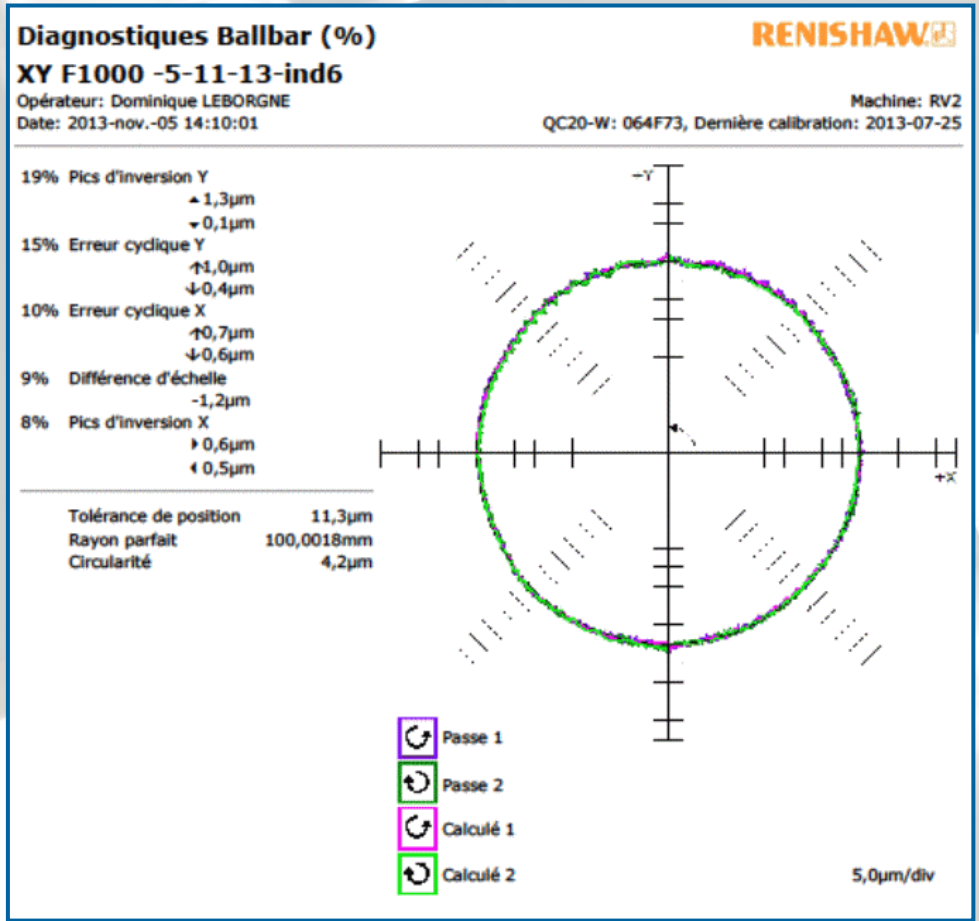 Diagnostiques Ballbar (%)
RENISHAW
XY F1000 -5-11-13-ind6
Opérateur: Dominique LEBORGNE
Machine: RV2
Date: 2013-nov.-05 14:10:01
QC20-W: 064F73, Dernière calibration: 2013-07-25
19% Pics d'inversion Y
▲ 1,3µm
▼ 0,1µm
15% Erreur cyclique Y
↑1,0µm
↓0,4µm
10% Erreur cyclique X
↑0,7µm
↓0,6µm
9% Différence d'échelle
-1,2µm
8% Pics d'inversion X
▶ 0,6µm
◀ 0,5µm
Tolérance de position 11,3µm
Rayon parfait 100,0018mm
Circularité 4,2µm
+Y
+X
Passe 1
Passe 2
Calculé 1
Calculé 2
5,0µm/div